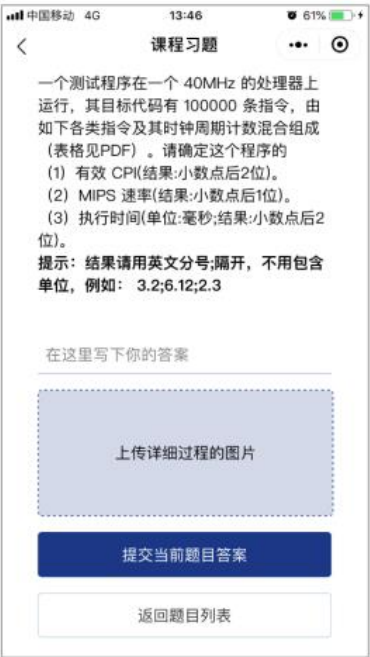 中国移动 4G 13:46 61%
课程习题
一个测试程序在一个 40MHz 的处理器上
运行，其目标代码有 100000 条指令，由
如下各类指令及其时钟周期计数混合组成
（表格见PDF）。请确定这个程序的
（1）有效 CPI(结果:小数点后2位)。
（2）MIPS 速率(结果:小数点后1位)。
（3）执行时间(单位:毫秒;结果:小数点后2
位)。
提示：结果请用英文分号;隔开，不用包含
单位，例如： 3.2;6.12;2.3
在这里写下你的答案
上传详细过程的图片
提交当前题目答案
返回题目列表